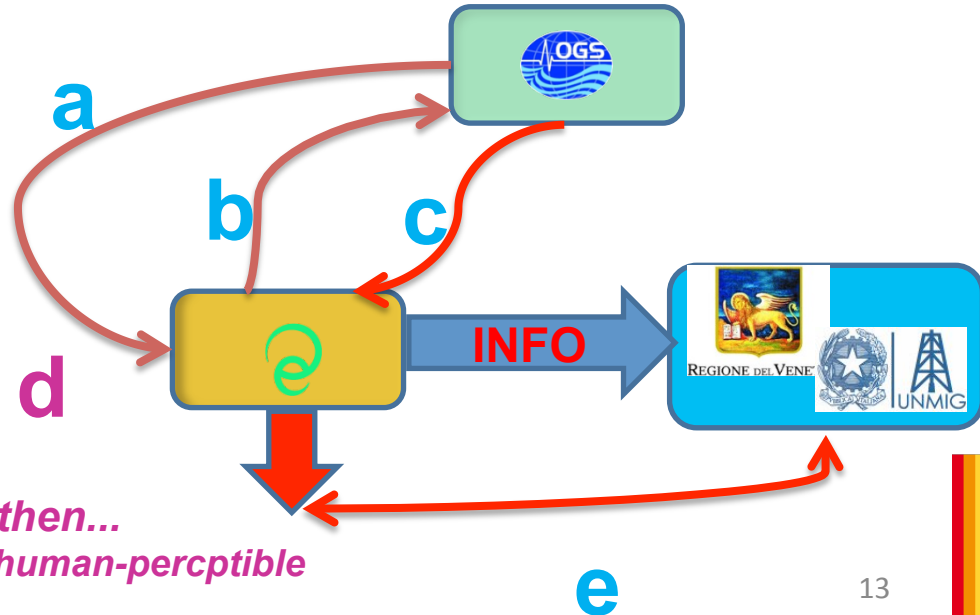 OGS
a
b
c
INFO
REGIONE DEL VENE
UNMIG
d
then...
human-percptible
e
13